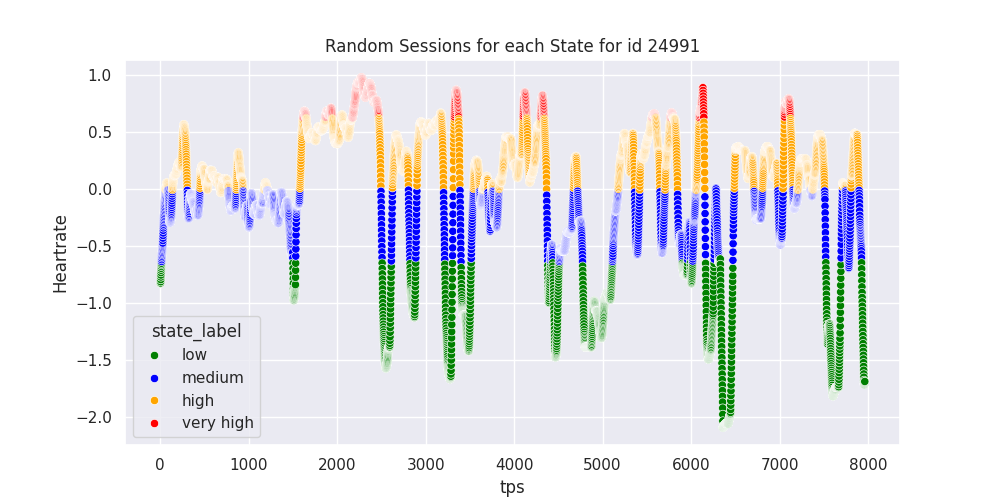 Random Sessions for each State for id 24991
Heartrate
1.0
0.5
0.0
−0.5
−1.0
−1.5
−2.0
state_label
low
medium
high
very high
0 1000 2000 3000 4000 5000 6000 7000 8000
tps